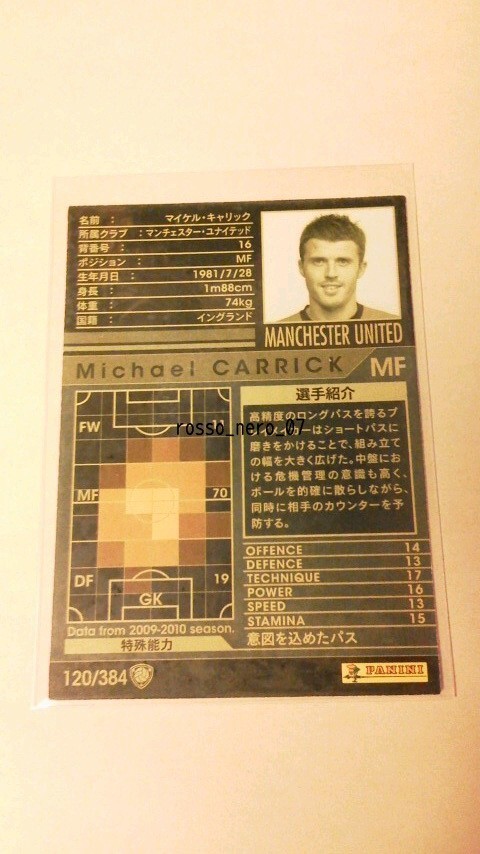 名前 : マイケル・キャリック
所属クラブ : マンチェスター・ユナイテッド
背番号 : 16
ポジション : MF
生年月日 : 1981/7/28
身長 : 1m88cm
体重 : 74kg
国籍 : イングランド
MANCHESTER UNITED
Michael CARRICK MF
FW 11
MF 70
DF 19
GK
Data from 2009-2010 season.
選手紹介
高精度のロングパスを誇るプ
レイメーカーはショートパスに
磨きをかけることで、組み立て
の幅を大きく広げた。中盤にお
ける危機管理の意識も高く、
ボールを的確に散らしながら、
同時に相手のカウンターを予
防する。
rosso_nero_07
OFFENCE 14
DEFENCE 13
TECHNIQUE 17
POWER 16
SPEED 13
STAMINA 15
特殊能力 意図を込めたパス
120/384
PANINI